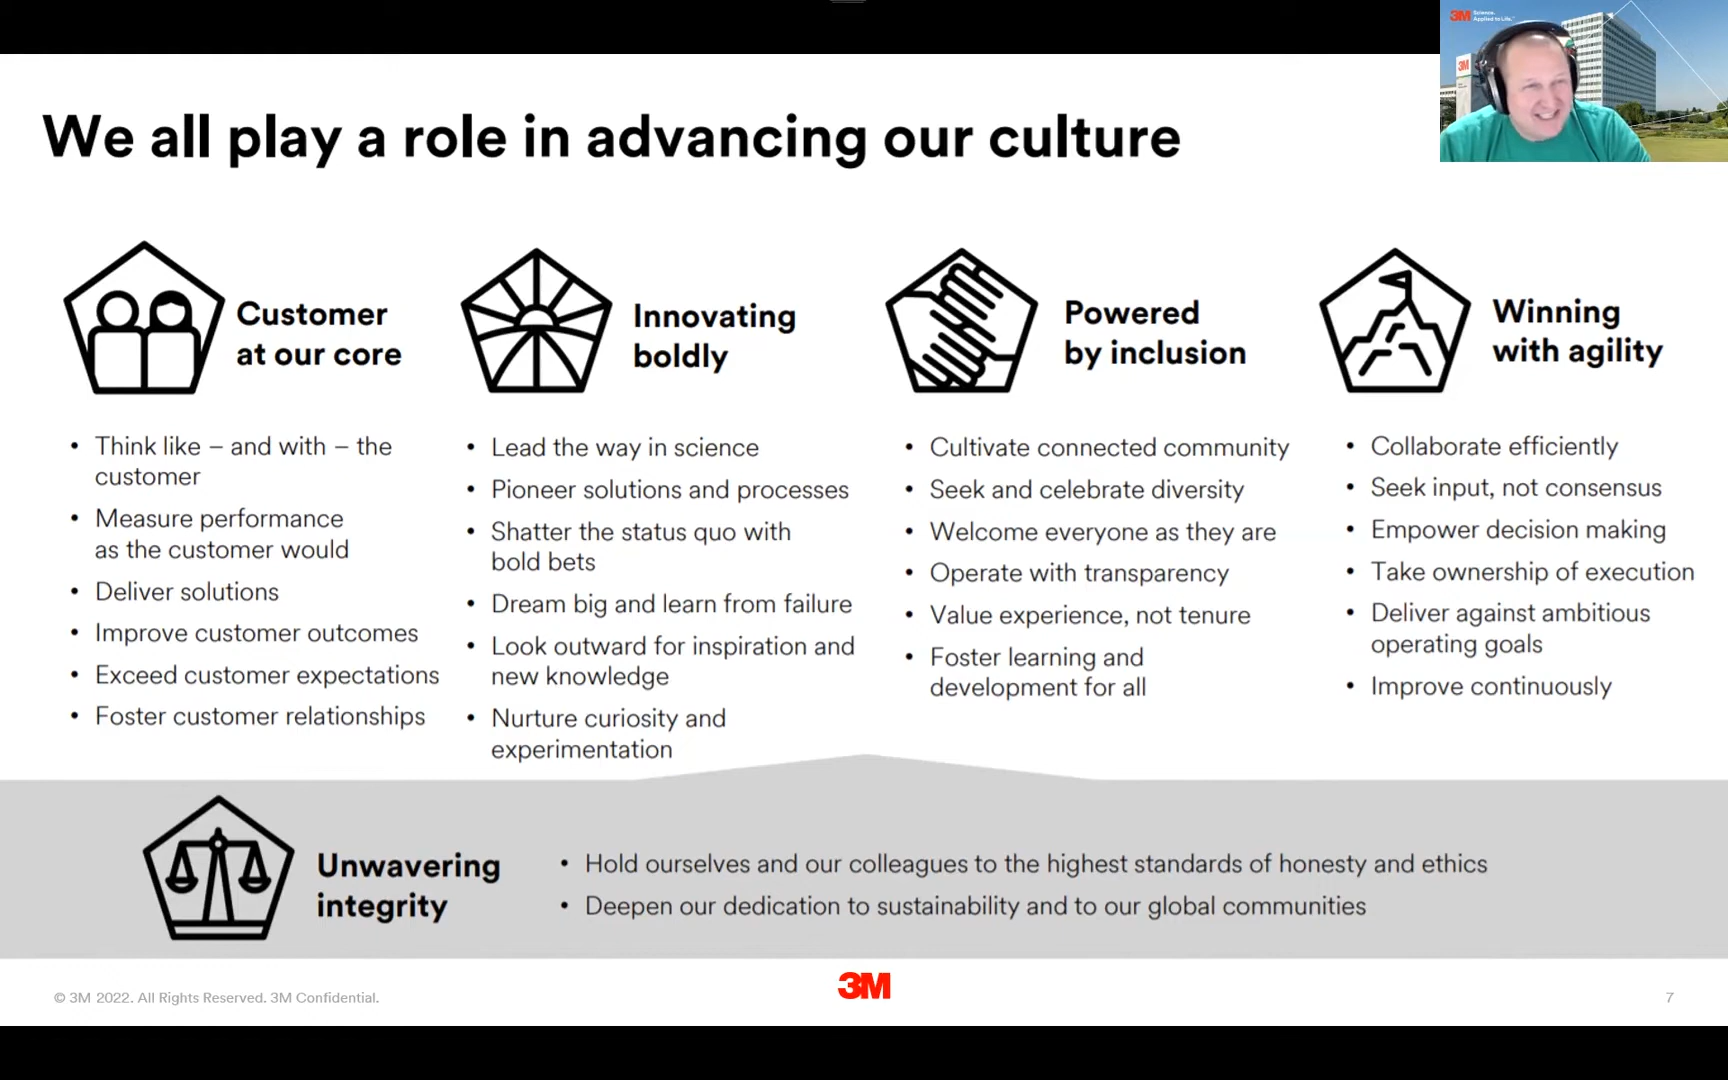 3M Science.
Applied to Life.™
3M
We all play a role in advancing our culture
Customer
at our core
• Think like – and with – the
customer
• Measure performance
as the customer would
• Deliver solutions
• Improve customer outcomes
• Exceed customer expectations
• Foster customer relationships
Innovating
boldly
• Lead the way in science
• Pioneer solutions and processes
• Shatter the status quo with
bold bets
• Dream big and learn from failure
• Look outward for inspiration and
new knowledge
• Nurture curiosity and
experimentation
Powered
by inclusion
• Cultivate connected community
• Seek and celebrate diversity
• Welcome everyone as they are
• Operate with transparency
• Value experience, not tenure
• Foster learning and
development for all
Winning
with agility
• Collaborate efficiently
• Seek input, not consensus
• Empower decision making
• Take ownership of execution
• Deliver against ambitious
operating goals
• Improve continuously
Unwavering
integrity
• Hold ourselves and our colleagues to the highest standards of honesty and ethics
• Deepen our dedication to sustainability and to our global communities
© 3M 2022. All Rights Reserved. 3M Confidential.
3M
7